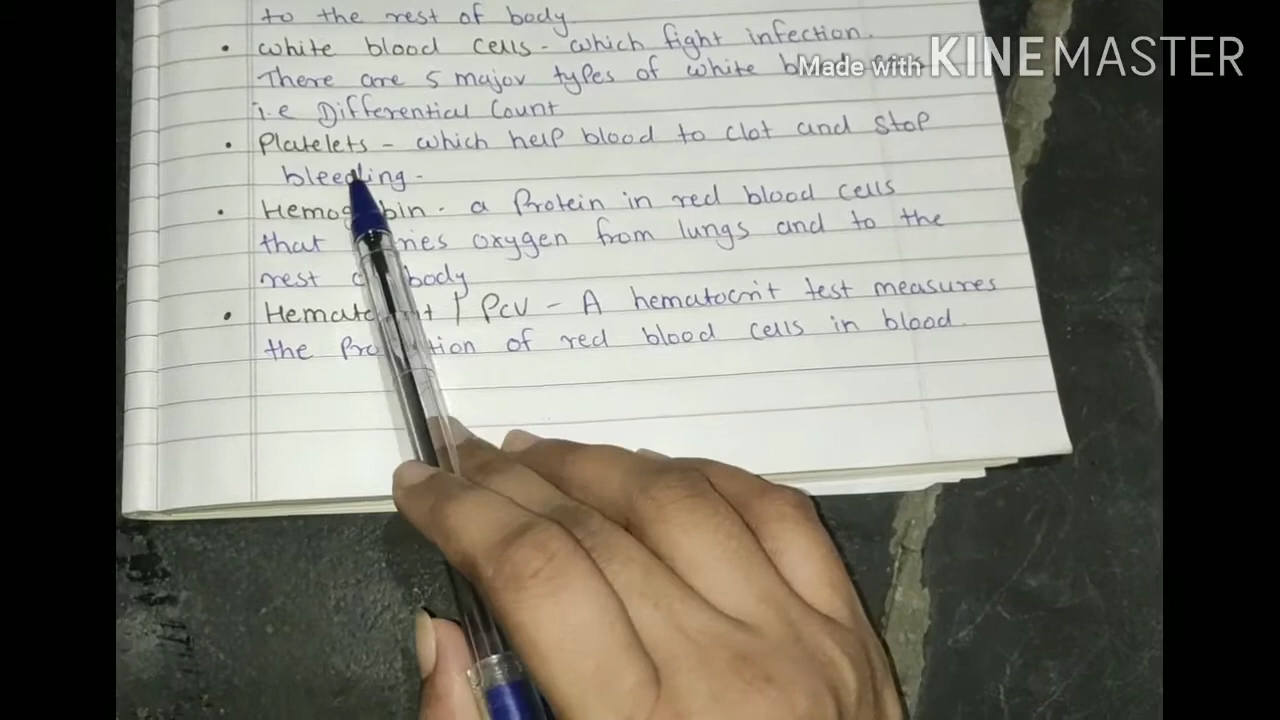 to the rest of body
• White blood cells - which fight infection.
There are 5 major types of white
Made with KINEMASTER
i.e Differential Count
• Platelets - which help blood to clot and stop
bleeding -
• - a Protein in red blood cells
that oxygen from lungs and to the
rest body
• / PCV - A hematocrit test measures
the of red blood cells in blood.